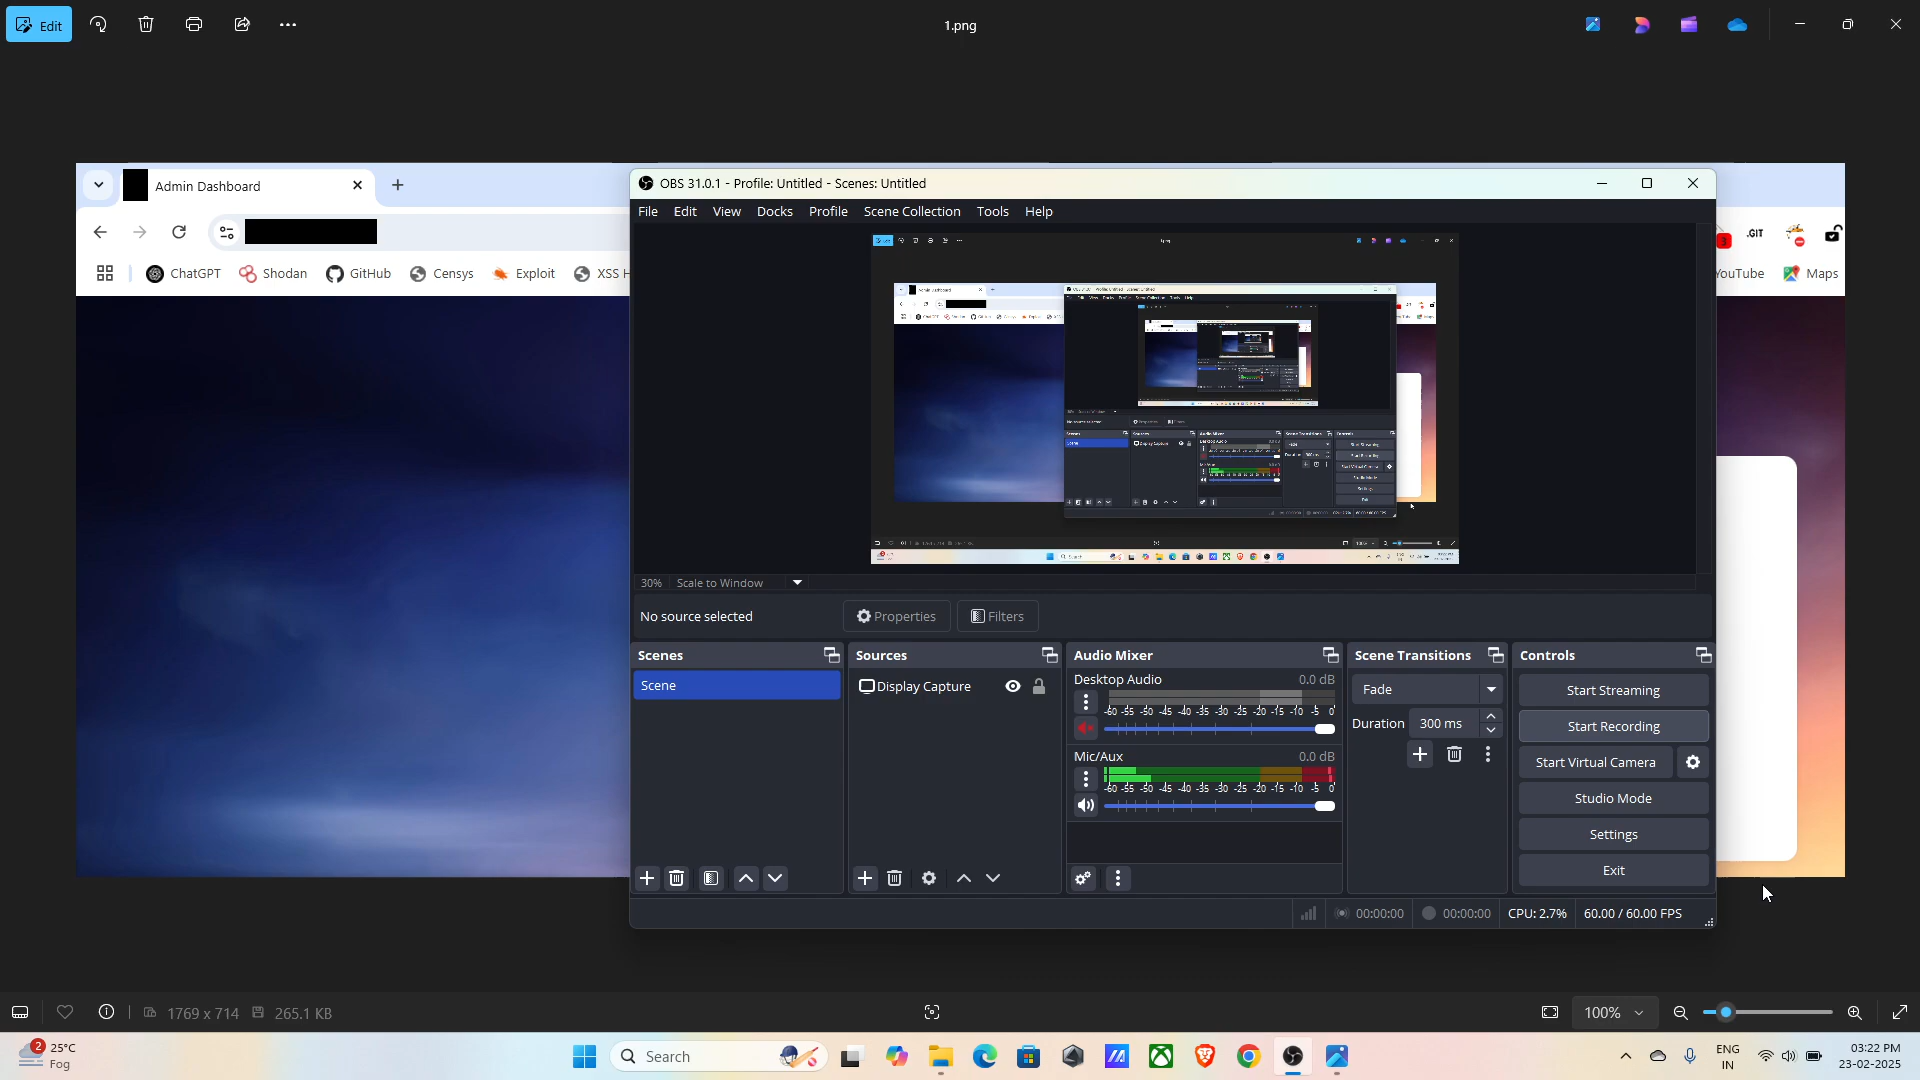 Edit
1.png
Admin Dashboard
ChatGPT
Shodan
GitHub
Censys
Exploit
XSS H
3
.GIT
YouTube
Maps
OBS 31.0.1 - Profile: Untitled - Scenes: Untitled
File Edit View Docks Profile Scene Collection Tools Help
30% Scale to Window
No source selected
Properties
Filters
Scenes
Scene
Sources
Display Capture
Audio Mixer
Desktop Audio 0.0 dB
-60 -55 -50 -45 -40 -35 -30 -25 -20 -15 -10 -5 0
Mic/Aux 0.0 dB
-60 -55 -50 -45 -40 -35 -30 -25 -20 -15 -10 -5 0
Scene Transitions
Fade
Duration 300 ms
Controls
Start Streaming
Start Recording
Start Virtual Camera
Studio Mode
Settings
Exit
00:00:00
00:00:00
CPU: 2.7%
60.00 / 60.00 FPS
1769 x 714
265.1 KB
100%
2
25°C
Fog
Search
ENG
IN
03:22 PM
23-02-2025